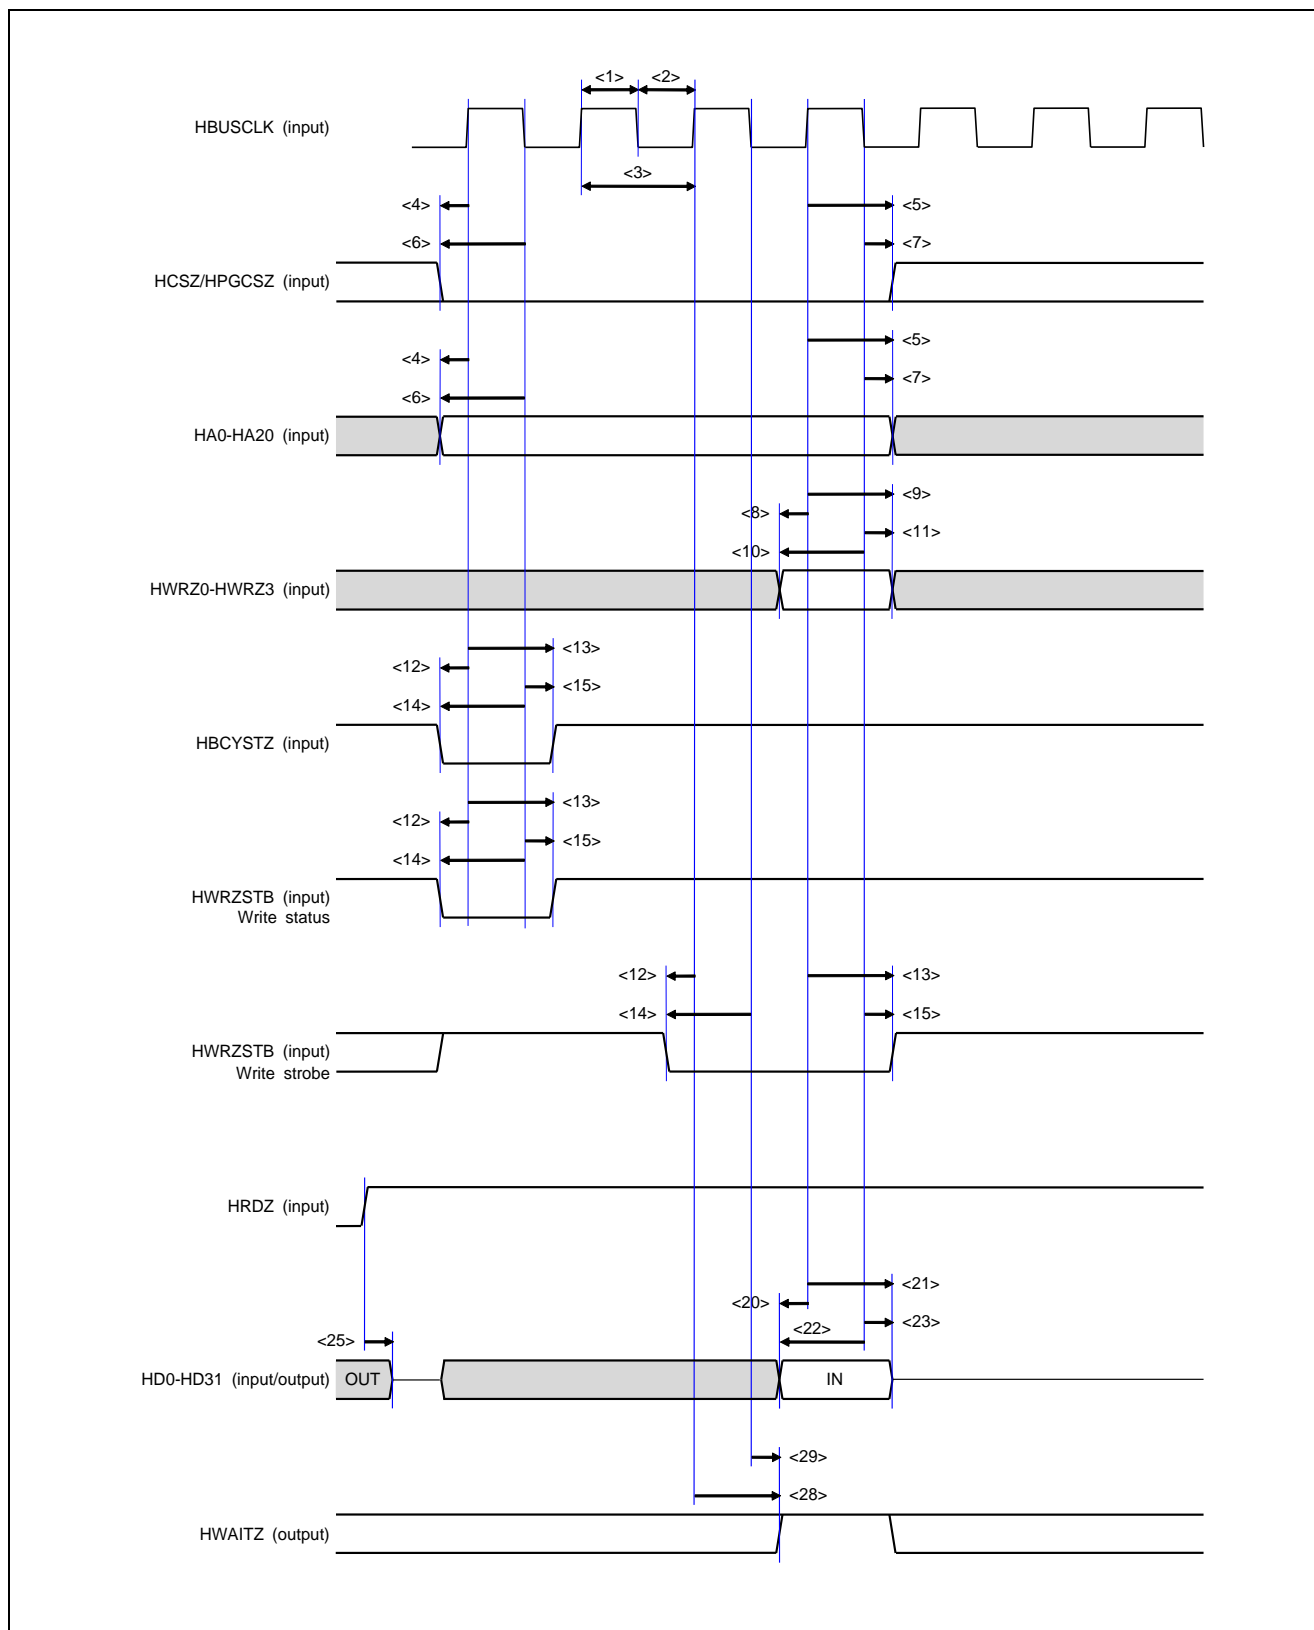 <1> <2>
HBUSCLK (input)
<3>
<4> <5>
<6> <7>
HCSZ/HPGCSZ (input)
<5>
<4>
<7>
<6>
HA0-HA20 (input)
<9>
<8>
<11>
<10>
HWRZ0-HWRZ3 (input)
<13>
<12>
<15>
<14>
HBCYSTZ (input)
<13>
<12>
<15>
<14>
HWRZSTB (input)
Write status
<12> <13>
<14> <15>
HWRZSTB (input)
Write strobe
HRDZ (input)
<21>
<20>
<23>
<25> <22>
HD0-HD31 (input/output) OUT IN
<29>
<28>
HWAITZ (output)